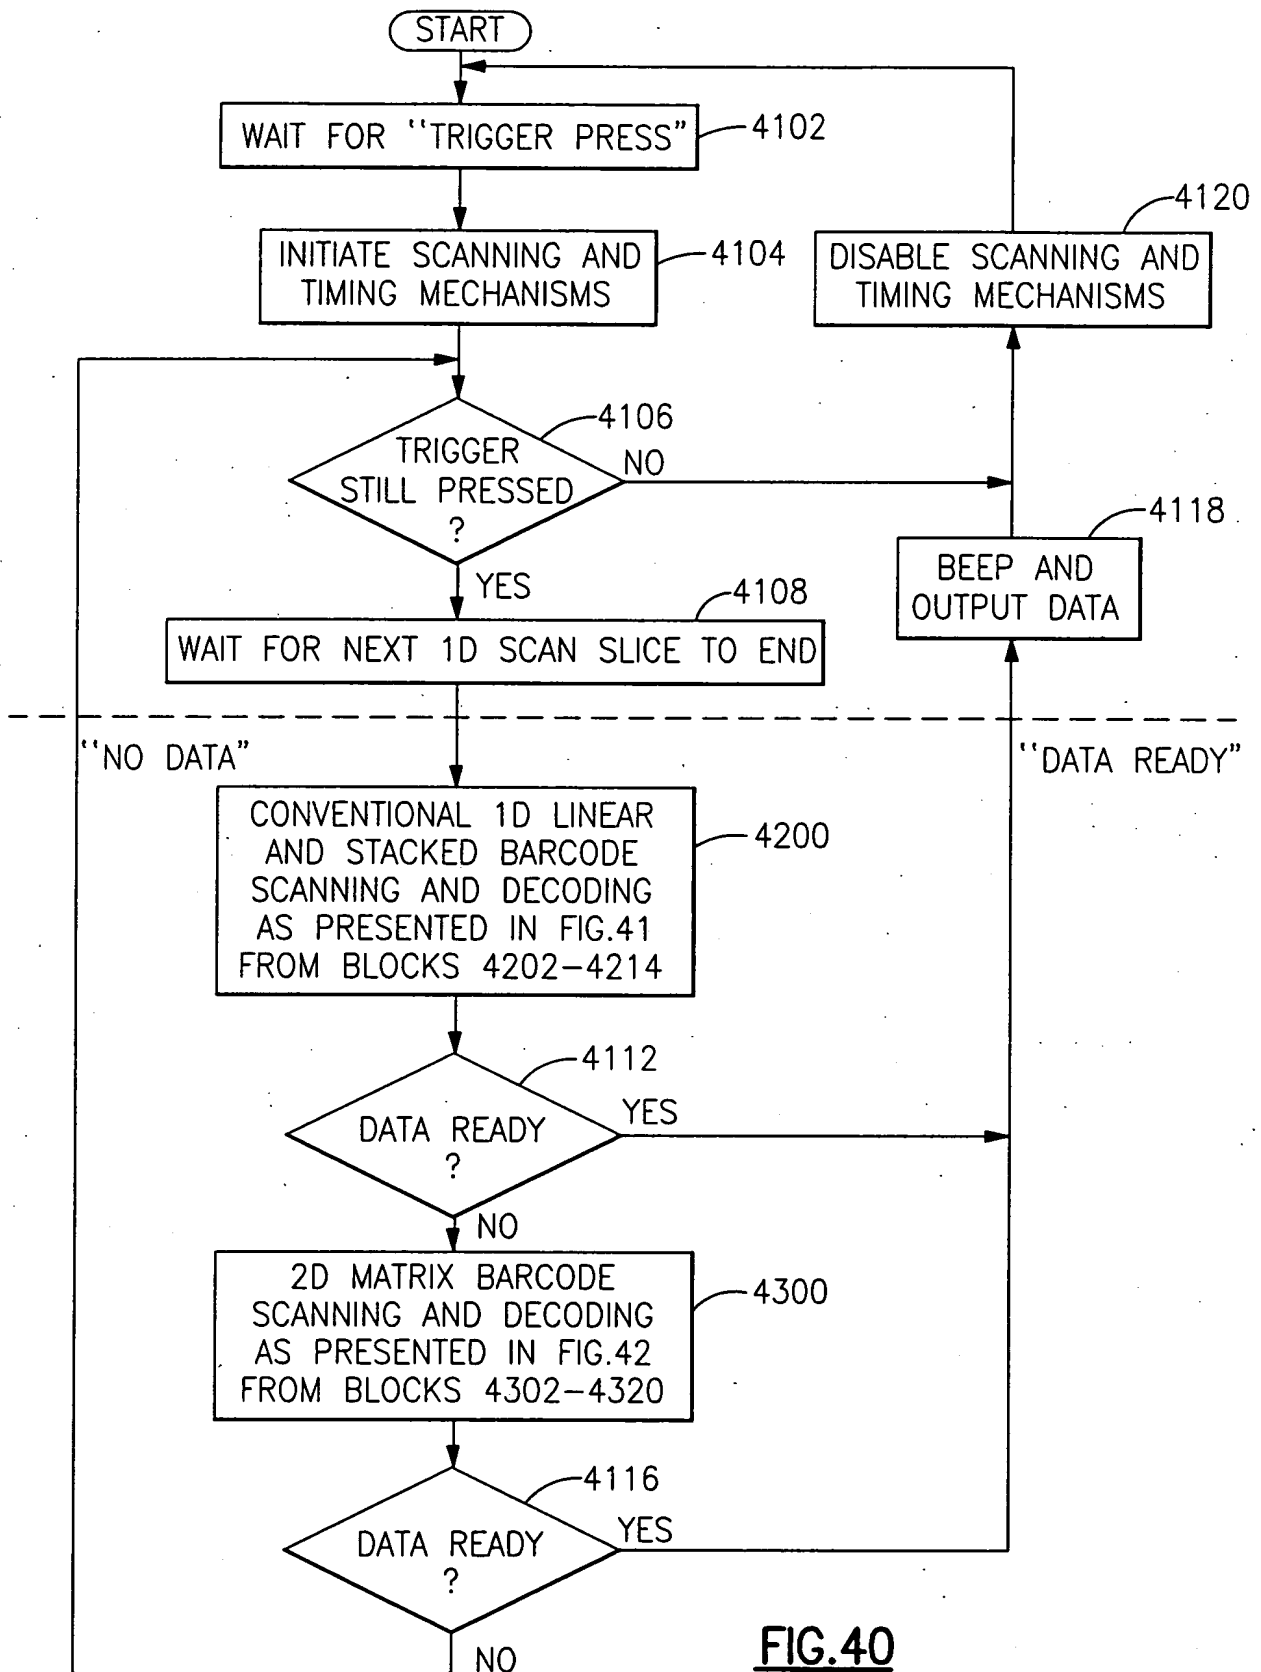 START
WAIT FOR "TRIGGER PRESS"
4102
INITIATE SCANNING AND
TIMING MECHANISMS
4104
DISABLE SCANNING AND
TIMING MECHANISMS
4120
TRIGGER
STILL PRESSED
?
4106
NO
YES
BEEP AND
OUTPUT DATA
4118
WAIT FOR NEXT 1D SCAN SLICE TO END
4108
"NO DATA"
"DATA READY"
CONVENTIONAL 1D LINEAR
AND STACKED BARCODE
SCANNING AND DECODING
AS PRESENTED IN FIG.41
FROM BLOCKS 4202-4214
4200
DATA READY
?
4112
YES
NO
2D MATRIX BARCODE
SCANNING AND DECODING
AS PRESENTED IN FIG.42
FROM BLOCKS 4302-4320
4300
DATA READY
?
4116
YES
NO
FIG.40